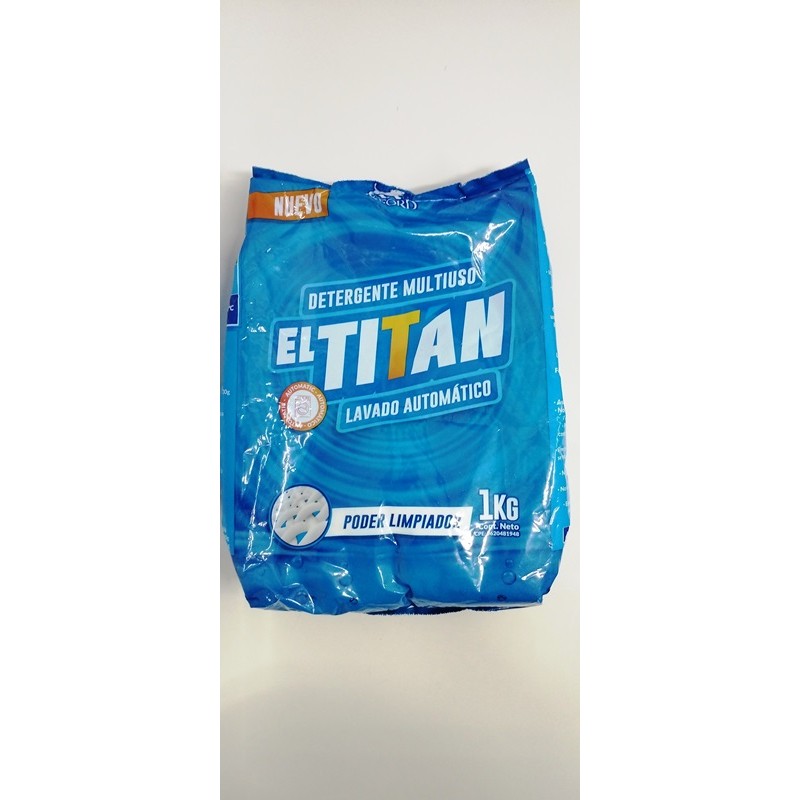 NUEVO
DETERGENTE MULTIUSO
EL TITAN
LAVADO AUTOMÁTICO
PODER LIMPIADOR
1KG
Cont. Neto